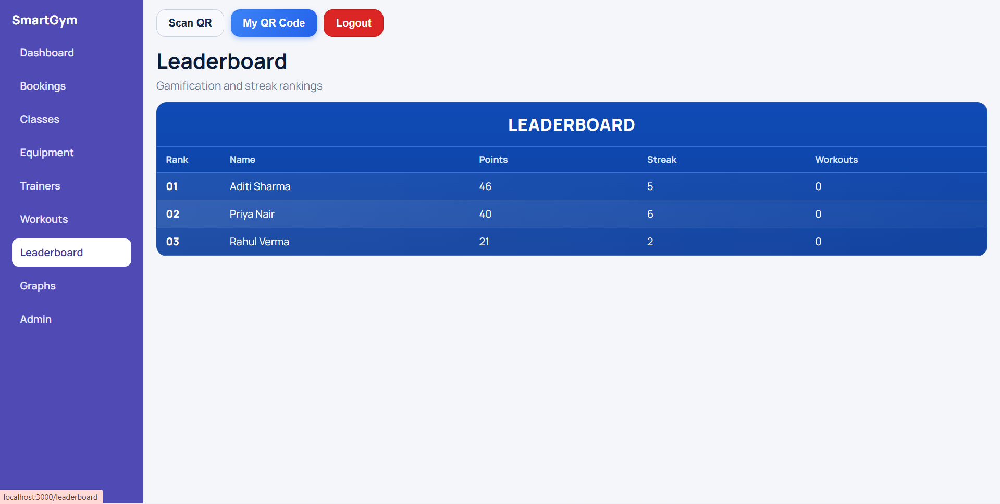 SmartGym
Dashboard
Bookings
Classes
Equipment
Trainers
Workouts
Leaderboard
Graphs
Admin
Scan QR My QR Code Logout
Leaderboard
Gamification and streak rankings
LEADERBOARD
Rank Name Points Streak Workouts
01 Aditi Sharma 46 5 0
02 Priya Nair 40 6 0
03 Rahul Verma 21 2 0
localhost:3000/leaderboard